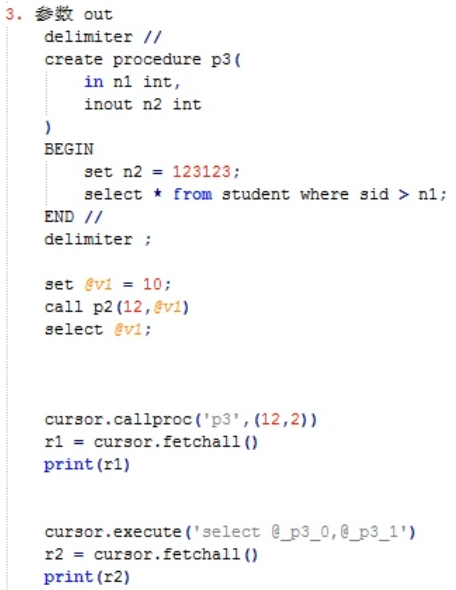 3. 参数 out
delimiter //
create procedure p3(
in n1 int,
inout n2 int
)
BEGIN
set n2 = 123123;
select * from student where sid > n1;
END //
delimiter ;
set @v1 = 10;
call p2(12,@v1)
select @v1;
cursor.callproc('p3',(12,2))
r1 = cursor.fetchall()
print(r1)
cursor.execute('select @_p3_0,@_p3_1')
r2 = cursor.fetchall()
print(r2)